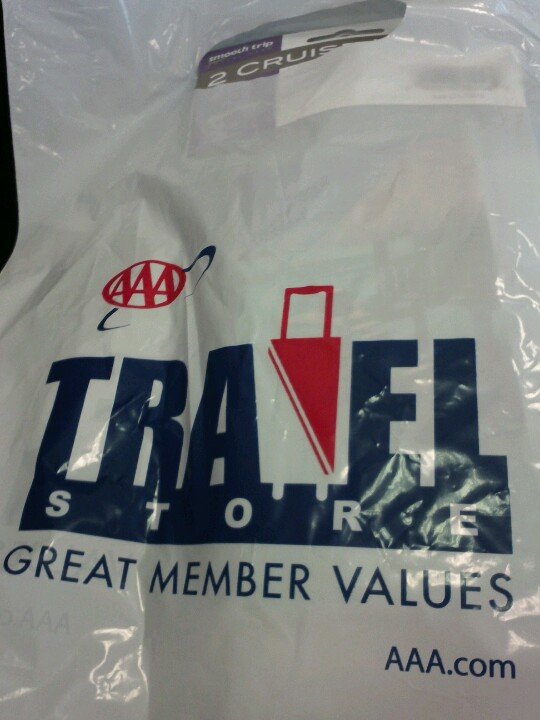 smooth trip
2 CRUIS
AAA
TRAVEL
STORE
GREAT MEMBER VALUES
AAA.com